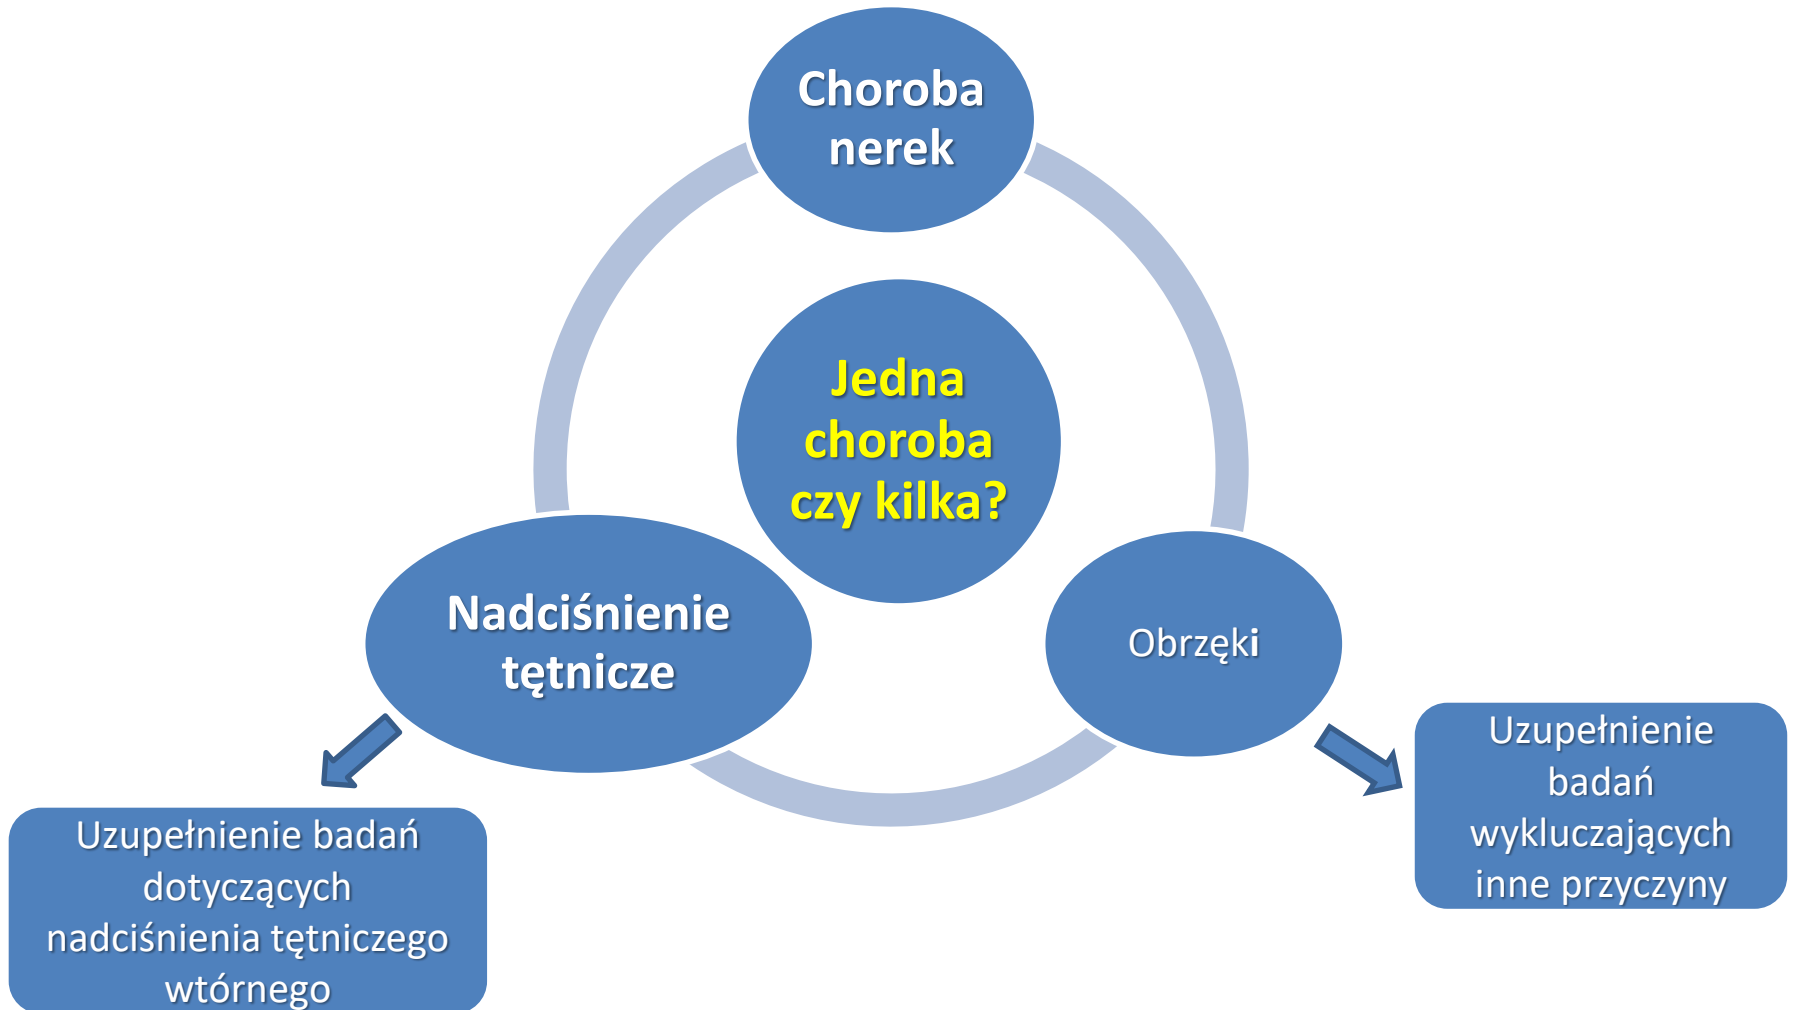 Choroba
nerek
Jedna
choroba
czy kilka?
Nadciśnienie
tętnicze
Obrzęki
Uzupełnienie badań
dotyczących
nadciśnienia tętniczego
wtórnego
Uzupełnienie
badań
wykluczających
inne przyczyny